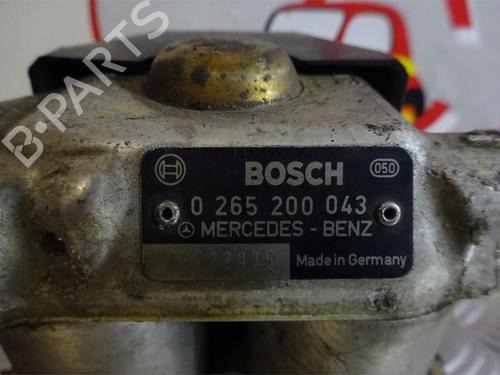 B-PARTS
BOSCH
050
0 265 200 043
MERCEDES - BENZ
Made in Germany